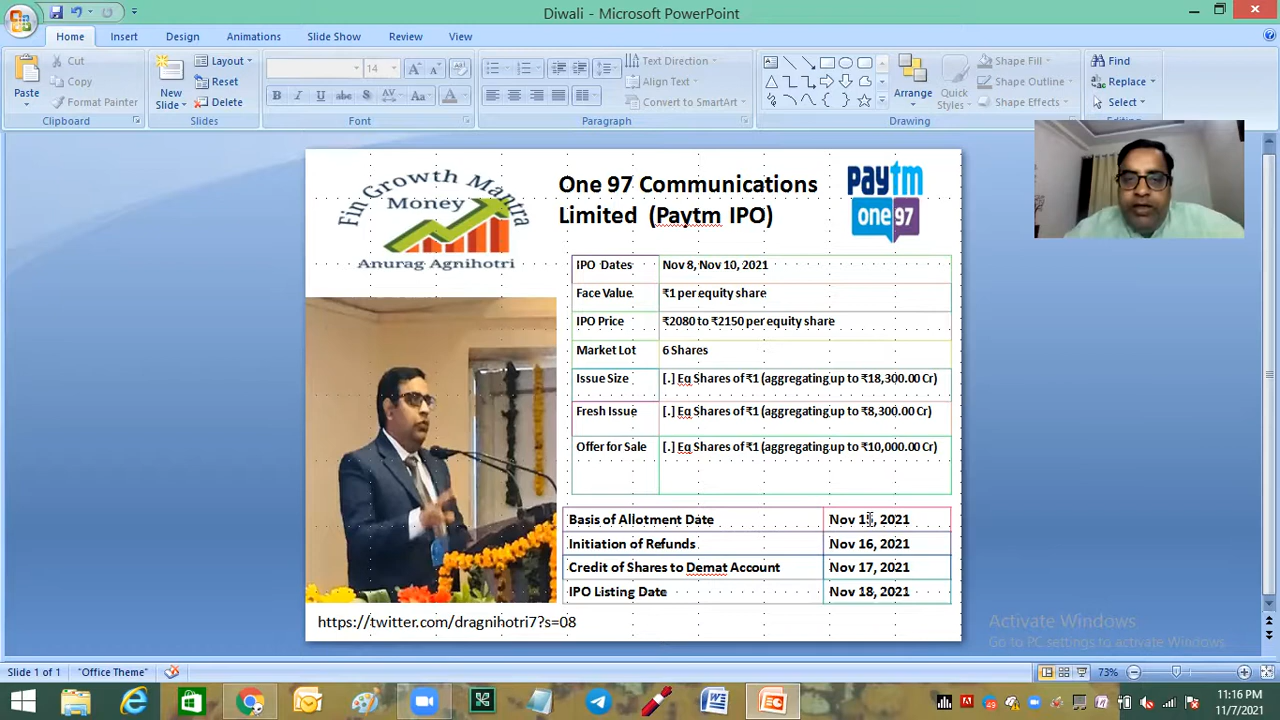 Diwali - Microsoft PowerPoint
Home Insert Design Animations Slide Show Review View
Paste
Cut
Copy
Format Painter
Clipboard
New Slide
Layout
Reset
Delete
Slides
14
Font
Text Direction
Align Text
Convert to SmartArt
Paragraph
Arrange
Quick Styles
Shape Fill
Shape Outline
Shape Effects
Drawing
Find
Replace
Select
Editing
Fin Growth Mantra
Money
Anurag Agnihotri
One 97 Communications
Limited (Paytm IPO)
paytm
one97
IPO Dates Nov 8, Nov 10, 2021
Face Value ₹1 per equity share
IPO Price ₹2080 to ₹2150 per equity share
Market Lot 6 Shares
Issue Size [.] Eq Shares of ₹1 (aggregating up to ₹18,300.00 Cr)
Fresh Issue [.] Eq Shares of ₹1 (aggregating up to ₹8,300.00 Cr)
Offer for Sale [.] Eq Shares of ₹1 (aggregating up to ₹10,000.00 Cr)
Basis of Allotment Date Nov 15, 2021
Initiation of Refunds Nov 16, 2021
Credit of Shares to Demat Account Nov 17, 2021
IPO Listing Date Nov 18, 2021
https://twitter.com/dragnihotri7?s=08
Activate Windows
Go to PC settings to activate Windows.
Slide 1 of 1 "Office Theme" 73%
11:16 PM
11/7/2021